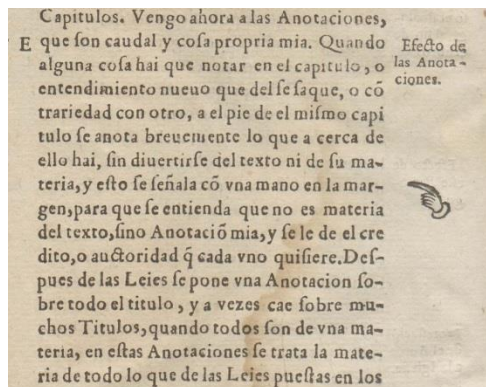 Capitulos. Vengo ahora a las Anotaciones,
E que ſon caudal y coſa propria mia. Quando
alguna coſa hai que notar en el capitulo, o
entendimiento nueuo que del ſe ſaque, o cõ
trariedad con otro, a el pie de el miſmo capi
tulo ſe anota breuemente lo que a cerca de
ello hai, ſin diuertirſe del texto ni de ſu ma-
teria, y eſto ſe ſeñala cõ vna mano en la mar-
gen, para que ſe entienda que no es materia
del texto, ſino Anotaciõ mia, y ſe le de el cre
dito, o auctoridad q̃ cada vno quiſiere. Deſ-
pues de las Leies ſe pone vna Anotacion ſo-
bre todo el titulo, y a vezes cae ſobre mu-
chos Titulos, quando todos ſon de vna ma-
teria, en eſtas Anotaciones ſe trata la mate-
ria de todo lo que de las Leies pueſtas en los
Efecto de
las Anota-
ciones.